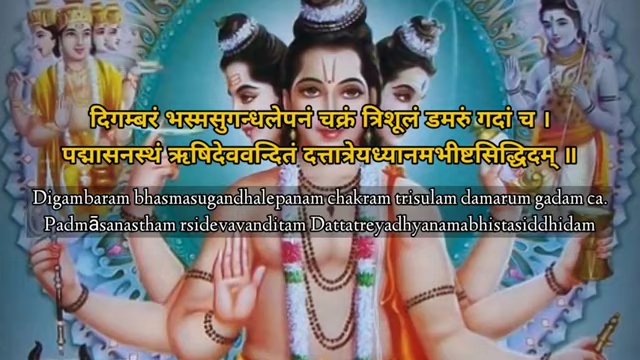 दिगम्बरं भस्मसुगन्धलेपनं चक्रं त्रिशूलं डमरुं गदां च ।
पद्मासनस्थं ऋषिदेववन्दितं दत्तात्रेयध्यानमभीष्टसिद्धिदम् ॥
Digambaram bhasmasugandhalepanam chakram trisulam damarum gadam ca.
Padmāsanastham rsidevavanditam Dattatreyadhyanamabhistasiddhidam